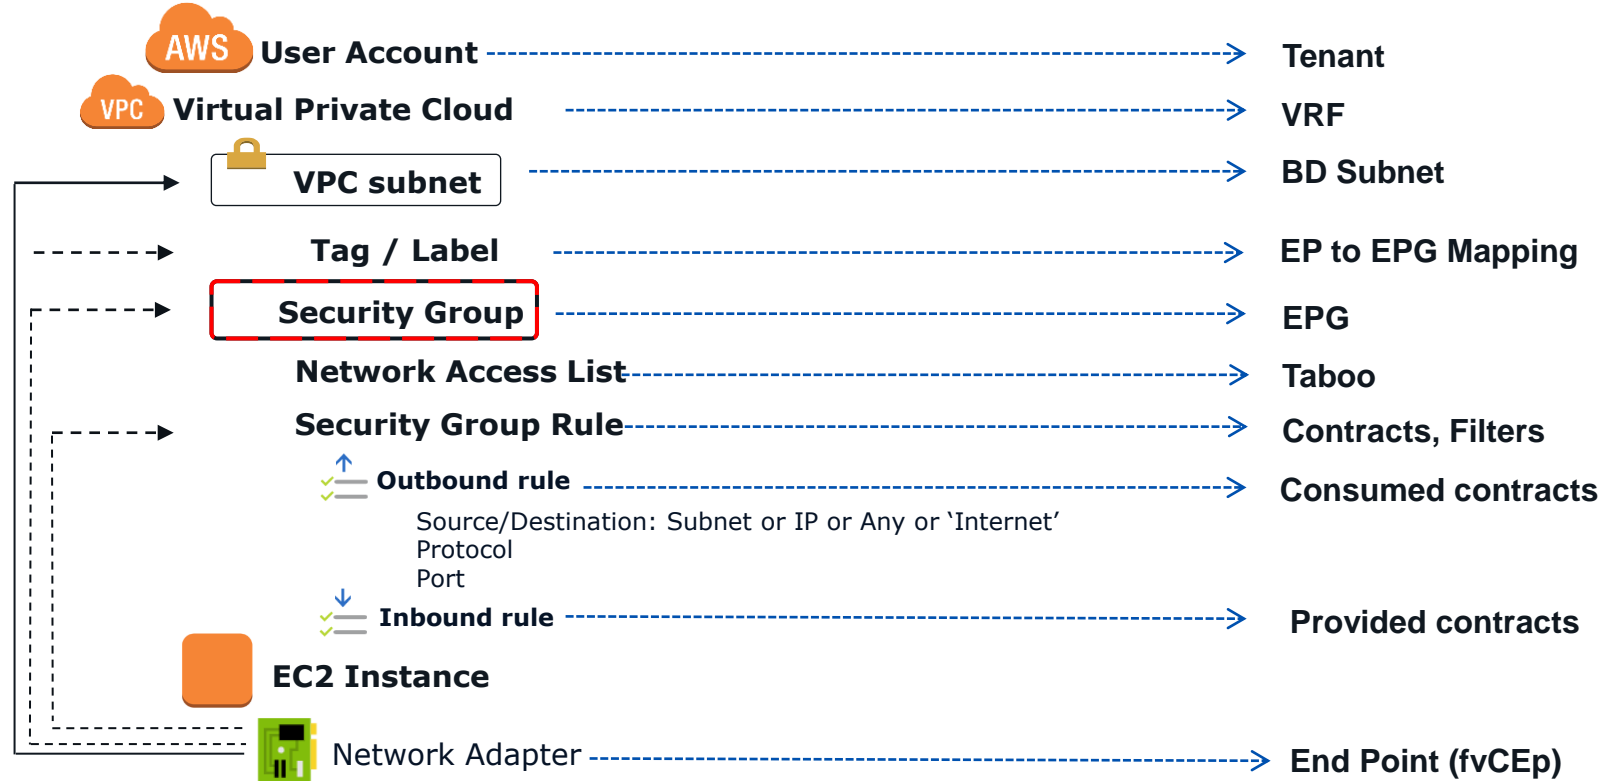 AWS User Account Tenant
VPC Virtual Private Cloud VRF
VPC subnet BD Subnet
Tag / Label EP to EPG Mapping
Security Group EPG
Network Access List Taboo
Security Group Rule Contracts, Filters
Outbound rule Consumed contracts
Source/Destination: Subnet or IP or Any or ‘Internet’
Protocol
Port
Inbound rule Provided contracts
EC2 Instance
Network Adapter End Point (fvCEp)